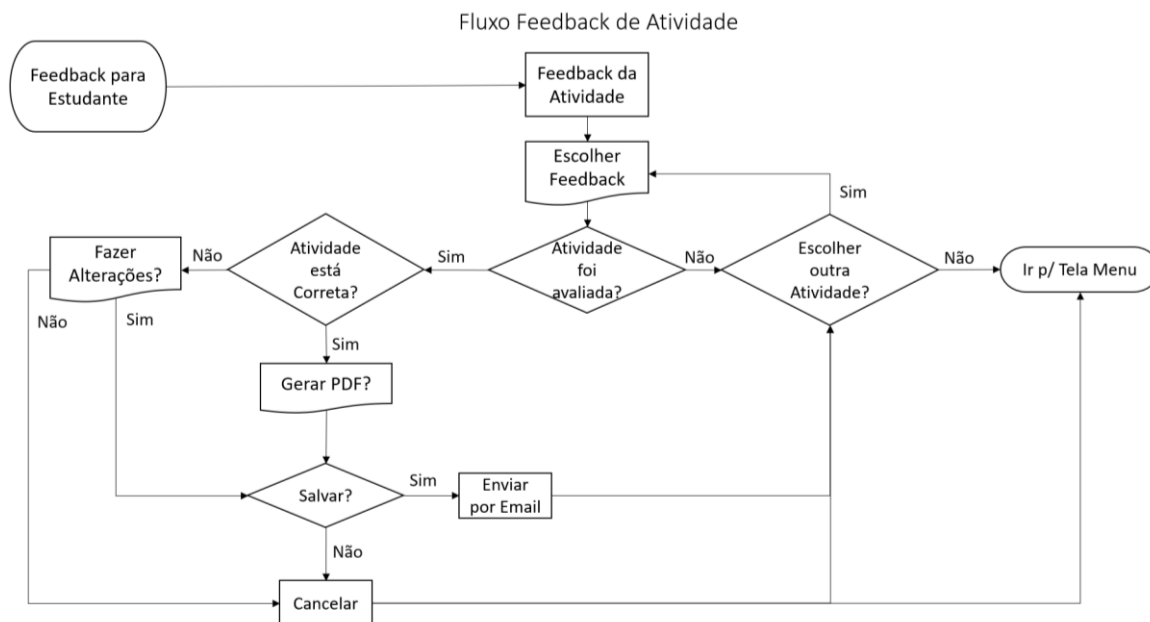 Fluxo Feedback de Atividade
Feedback para
Estudante
Feedback da
Atividade
Escolher
Feedback
Sim
Fazer
Alterações?
Não
Atividade
está
Correta?
Sim
Atividade
foi
avaliada?
Não
Escolher
outra
Atividade?
Não
Ir p/ Tela Menu
Não
Sim
Sim
Gerar PDF?
Salvar?
Sim
Enviar
por Email
Não
Cancelar